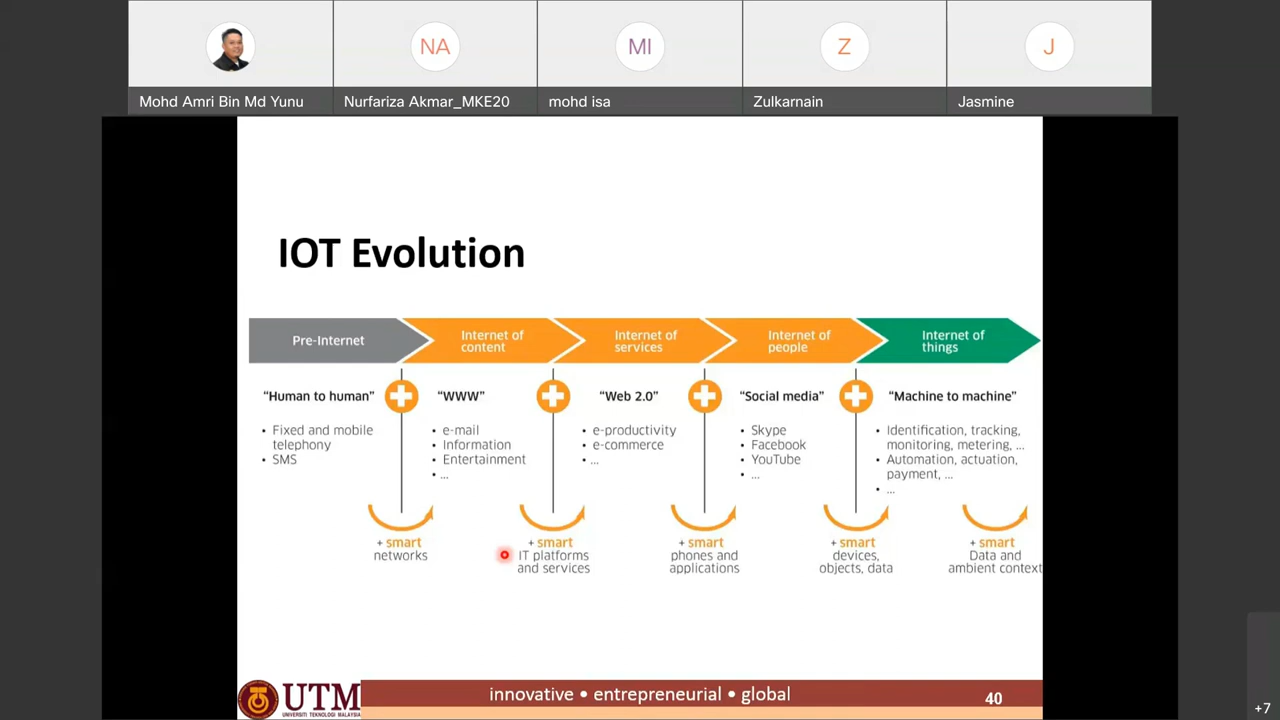 NA
MI
Z
J
Mohd Amri Bin Md Yunu
Nurfariza Akmar_MKE20
mohd isa
Zulkarnain
Jasmine
IOT Evolution
Pre-Internet
Internet of
content
Internet of
services
Internet of
people
Internet of
things
“Human to human”
• Fixed and mobile
telephony
• SMS
“WWW”
• e-mail
• Information
• Entertainment
• ...
“Web 2.0”
• e-productivity
• e-commerce
• ...
“Social media”
• Skype
• Facebook
• YouTube
• ...
“Machine to machine”
• Identification, tracking,
monitoring, metering, ...
• Automation, actuation,
payment, ...
• ...
+ smart
networks
+ smart
IT platforms
and services
+ smart
phones and
applications
+ smart
devices,
objects, data
+ smart
Data and
ambient context
UTM
UNIVERSITI TEKNOLOGI MALAYSIA
innovative • entrepreneurial • global
40
+7